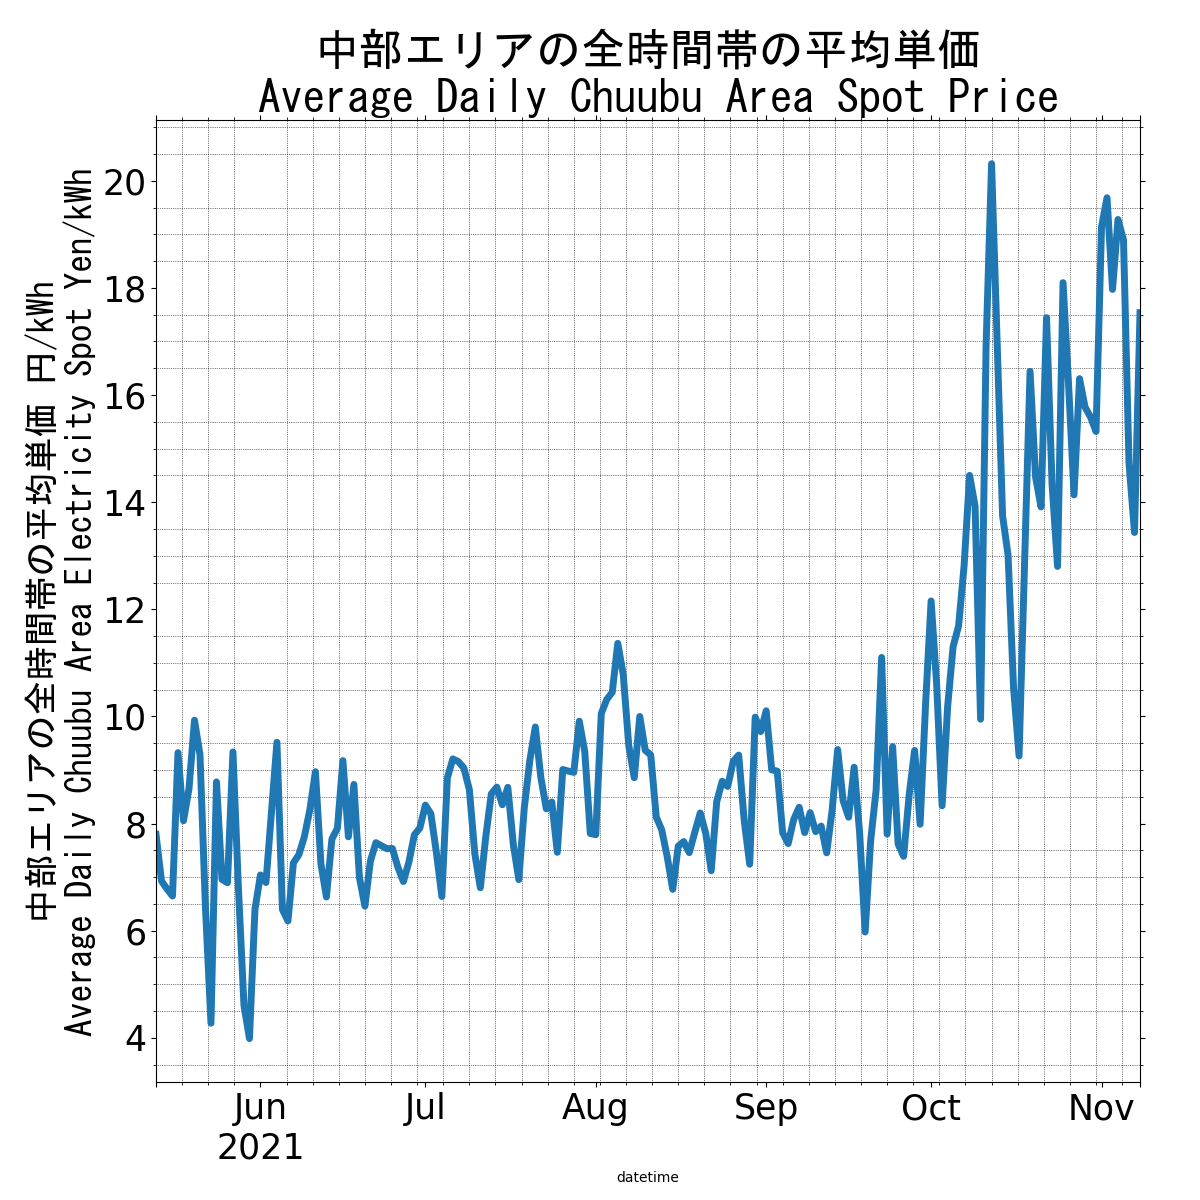 中部エリアの全時間帯の平均単価
Average Daily Chuubu Area Spot Price
中部エリアの全時間帯の平均単価 円/kWh
Average Daily Chuubu Area Electricity Spot Yen/kWh
20
18
16
14
12
10
8
6
4
Jun
2021
Jul
Aug
Sep
Oct
Nov
datetime